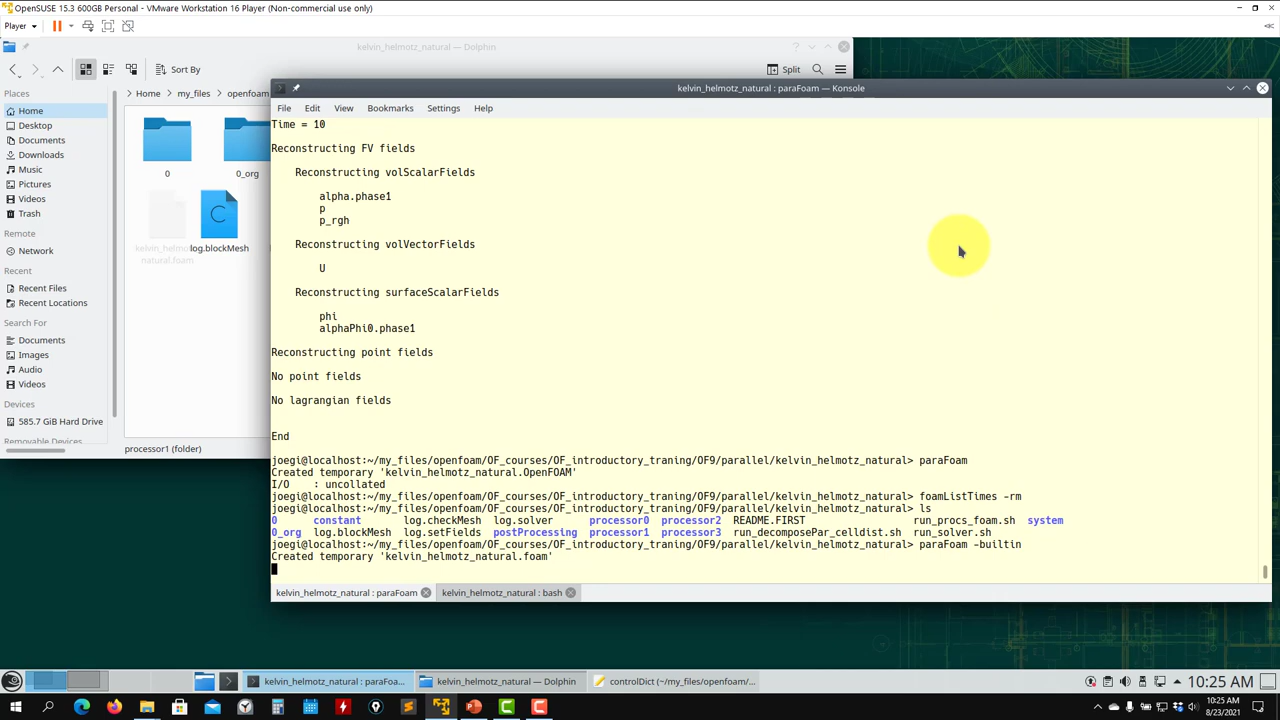 OpenSUSE 15.3 600GB Personal - VMware Workstation 16 Player (Non-commercial use only)
Player
kelvin_helmotz_natural — Dolphin
Sort By
Split
Places
Home
Desktop
Documents
Downloads
Music
Pictures
Videos
Trash
Remote
Network
Recent
Recent Files
Recent Locations
Search For
Documents
Images
Audio
Videos
Devices
585.7 GiB Hard Drive
Removable Devices
Home
my_files
openfoam
0
0_org
kelvin_helmo
natural.foam
log.blockMesh
processor1 (folder)
kelvin_helmotz_natural : paraFoam — Konsole
File Edit View Bookmarks Settings Help
Time = 10
Reconstructing FV fields
Reconstructing volScalarFields
alpha.phase1
p
p_rgh
Reconstructing volVectorFields
U
Reconstructing surfaceScalarFields
phi
alphaPhi0.phase1
Reconstructing point fields
No point fields
No lagrangian fields
End
joegi@localhost:~/my_files/openfoam/OF_courses/OF_introductory_traning/OF9/parallel/kelvin_helmotz_natural> paraFoam
Created temporary 'kelvin_helmotz_natural.OpenFOAM'
I/O    : uncollated
joegi@localhost:~/my_files/openfoam/OF_courses/OF_introductory_traning/OF9/parallel/kelvin_helmotz_natural> foamListTimes -rm
joegi@localhost:~/my_files/openfoam/OF_courses/OF_introductory_traning/OF9/parallel/kelvin_helmotz_natural> ls
0      constant       log.checkMesh  log.solver      processor0  processor2  README.FIRST                  run_procs_foam.sh  system
0_org  log.blockMesh  log.setFields  postProcessing  processor1  processor3  run_decomposePar_celldist.sh  run_solver.sh
joegi@localhost:~/my_files/openfoam/OF_courses/OF_introductory_traning/OF9/parallel/kelvin_helmotz_natural> paraFoam -builtin
Created temporary 'kelvin_helmotz_natural.foam'
kelvin_helmotz_natural : paraFoam
kelvin_helmotz_natural : bash
kelvin_helmotz_natural : paraFoa...
kelvin_helmotz_natural — Dolphin
controlDict (~/my_files/openfoam/...
10:25 AM
10:25 AM
8/23/2021